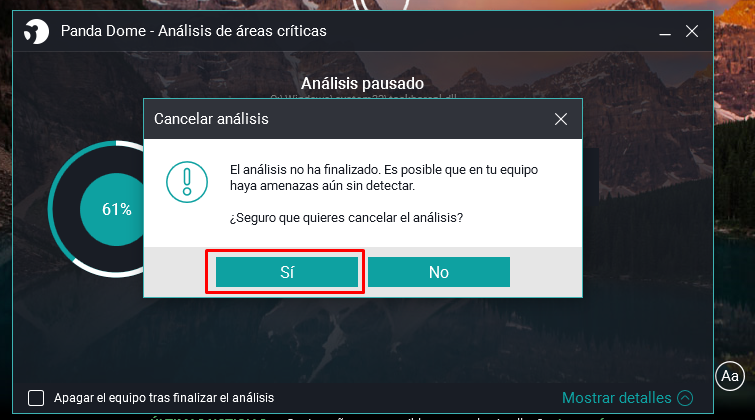 Panda Dome - Análisis de áreas críticas
Análisis pausado
Cancelar análisis
El análisis no ha finalizado. Es posible que en tu equipo
haya amenazas aún sin detectar.
¿Seguro que quieres cancelar el análisis?
61%
Sí No
Aa
Apagar el equipo tras finalizar el análisis Mostrar detalles